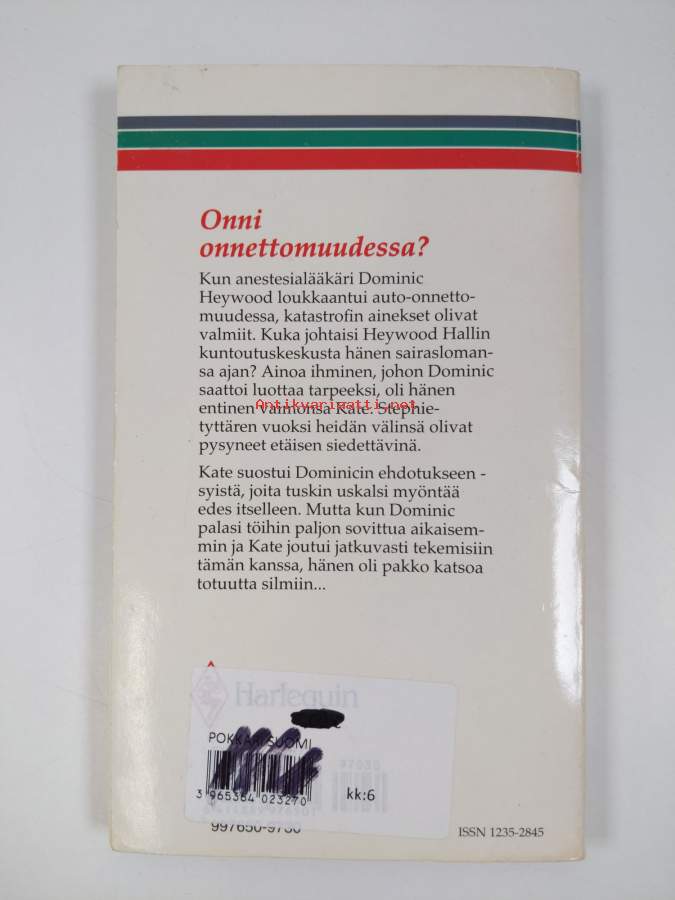 Onni
onnettomuudessa?
Kun anestesialääkäri Dominic
Heywood loukkaantui auto-onnetto-
muudessa, katastrofin ainekset olivat
valmiit. Kuka johtaisi Heywood Hallin
kuntoutuskeskusta hänen sairasloman-
sa ajan? Ainoa ihminen, johon Dominic
saattoi luottaa tarpeeksi, oli hänen
Antikvariaatti.net
entinen vaimonsa Kate. Stephie-
tyttären vuoksi heidän välinsä olivat
pysyneet etäisen siedettävinä.
Kate suostui Dominicin ehdotukseen -
syistä, joita tuskin uskalsi myöntää
edes itselleen. Mutta kun Dominic
palasi töihin paljon sovittua aikaisem-
min ja Kate joutui jatkuvasti tekemisiin
tämän kanssa, hänen oli pakko katsoa
totuutta silmiin...
Harlequin
POKKARI SUOMI
3 965364 023270
kk:6
997650-9730
ISSN 1235-2845